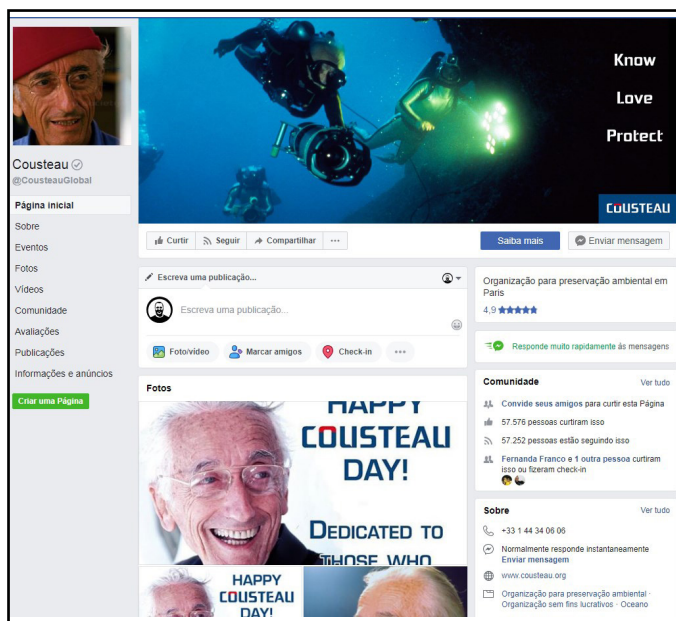 Know
Love
Protect
COUSTEAU
Cousteau
@CousteauGlobal
Página inicial
Sobre
Eventos
Fotos
Vídeos
Comunidade
Avaliações
Publicações
Informações e anúncios
Criar uma Página
Curtir
Seguir
Compartilhar
Saiba mais
Enviar mensagem
Escreva uma publicação...
Escreva uma publicação...
Foto/vídeo
Marcar amigos
Check-in
Fotos
HAPPY
COUSTEAU
DAY!
DEDICATED TO
THOSE WHO
HAPPY
COUSTEAU
DAY!
Organização para preservação ambiental em
Paris
4,9 ★★★★★
Responde muito rapidamente às mensagens
Comunidade
Ver tudo
Convide seus amigos para curtir esta Página
57.576 pessoas curtiram isso
57.252 pessoas estão seguindo isso
Fernanda Franco e 1 outra pessoa curtiram
isso ou fizeram check-in
Sobre
Ver tudo
+33 1 44 34 06 06
Normalmente responde instantaneamente
Enviar mensagem
www.cousteau.org
Organização para preservação ambiental ·
Organização sem fins lucrativos · Oceano